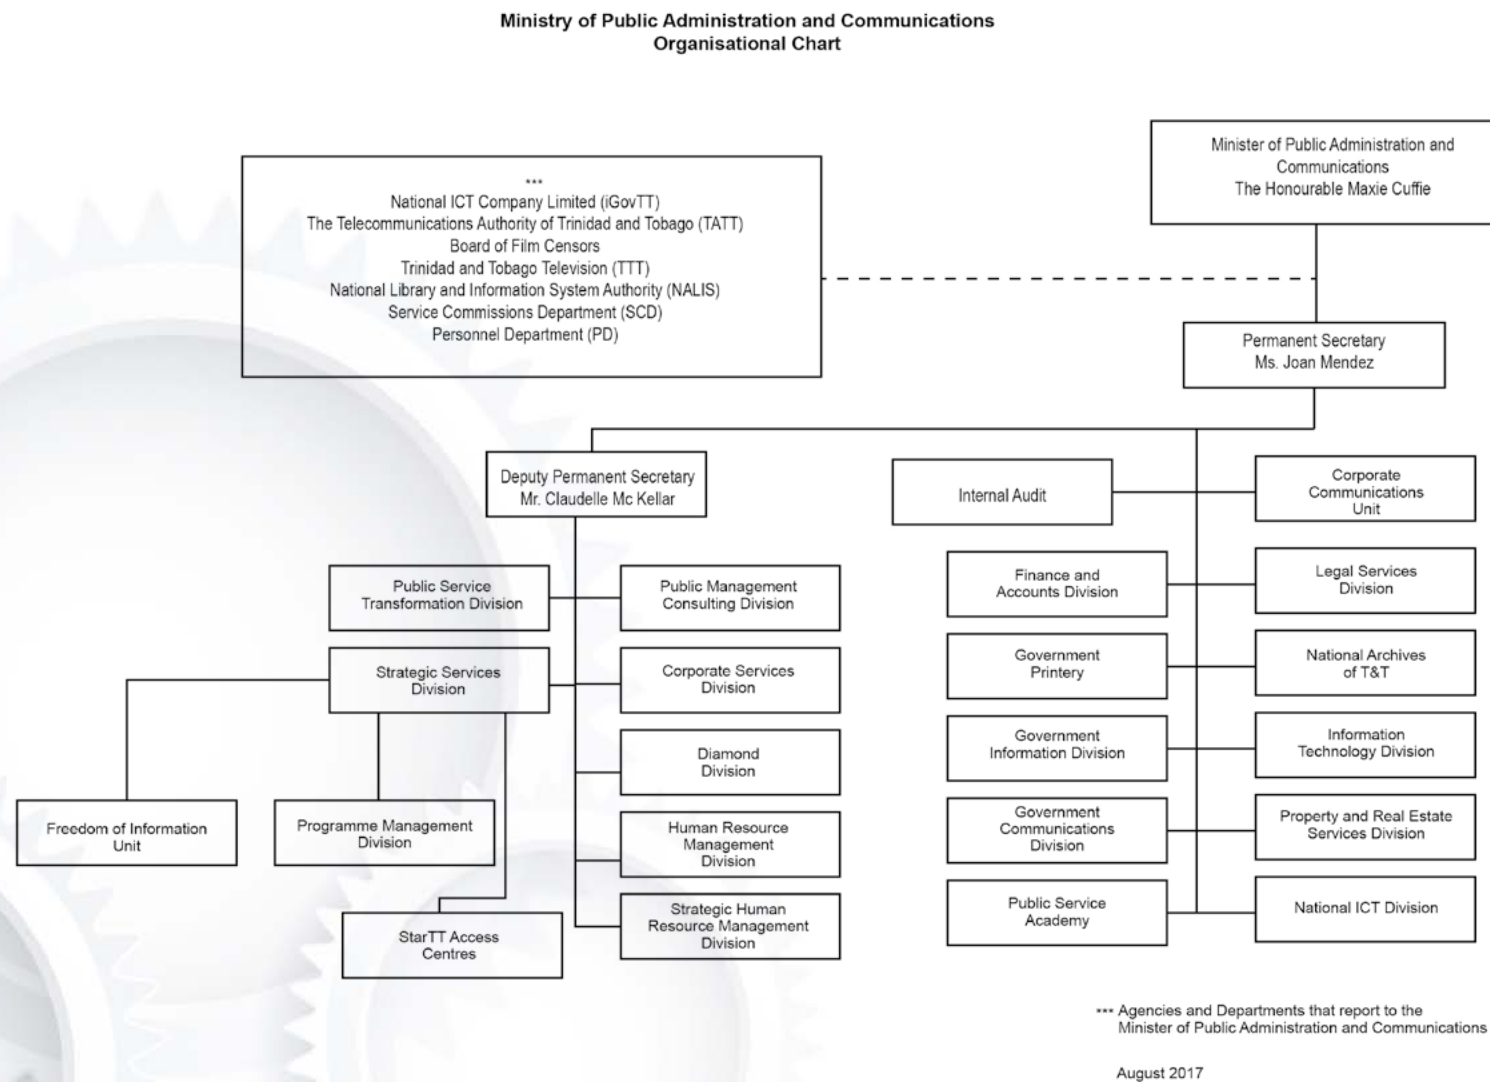 Ministry of Public Administration and Communications
Organisational Chart
Minister of Public Administration and
Communications
The Honourable Maxie Cuffie
***
National ICT Company Limited (iGovTT)
The Telecommunications Authority of Trinidad and Tobago (TATT)
Board of Film Censors
Trinidad and Tobago Television (TTT)
National Library and Information System Authority (NALIS)
Service Commissions Department (SCD)
Personnel Department (PD)
Permanent Secretary
Ms. Joan Mendez
Deputy Permanent Secretary
Mr. Claudelle Mc Kellar
Public Service
Transformation Division
Public Management
Consulting Division
Strategic Services
Division
Corporate Services
Division
Diamond
Division
Freedom of Information
Unit
Programme Management
Division
Human Resource
Management
Division
StarTT Access
Centres
Strategic Human
Resource Management
Division
Internal Audit
Corporate
Communications
Unit
Finance and
Accounts Division
Legal Services
Division
Government
Printery
National Archives
of T&T
Government
Information Division
Information
Technology Division
Government
Communications
Division
Property and Real Estate
Services Division
Public Service
Academy
National ICT Division
*** Agencies and Departments that report to the
Minister of Public Administration and Communications
August 2017